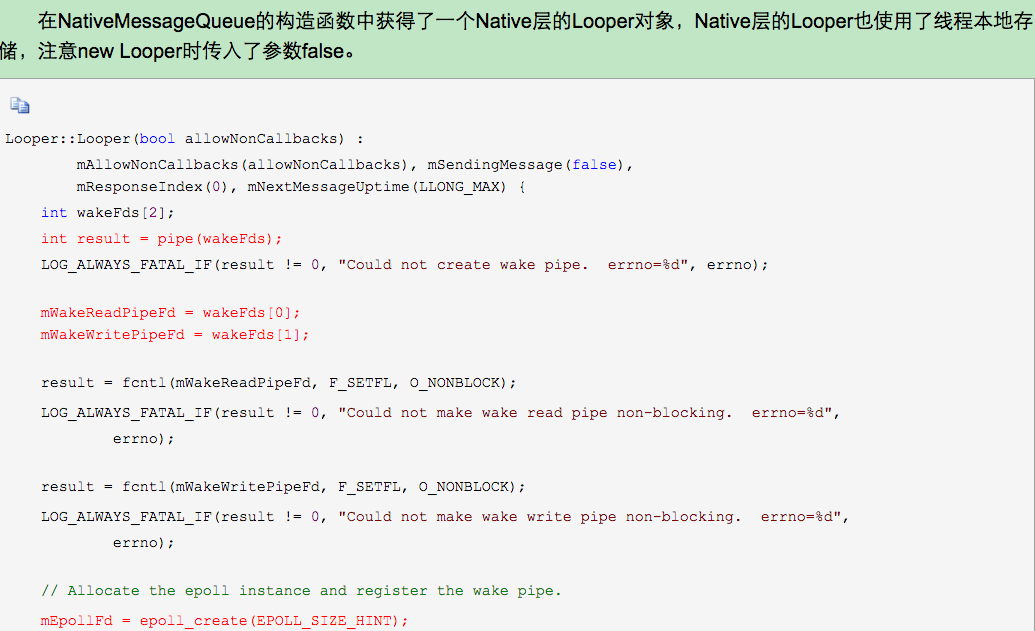 在NativeMessageQueue的构造函数中获得了一个Native层的Looper对象，Native层的Looper也使用了线程本地存
储，注意new Looper时传入了参数false。
Looper::Looper(bool allowNonCallbacks) :
        mAllowNonCallbacks(allowNonCallbacks), mSendingMessage(false),
        mResponseIndex(0), mNextMessageUptime(LLONG_MAX) {
    int wakeFds[2];
    int result = pipe(wakeFds);
    LOG_ALWAYS_FATAL_IF(result != 0, "Could not create wake pipe.  errno=%d", errno);
    mWakeReadPipeFd = wakeFds[0];
    mWakeWritePipeFd = wakeFds[1];
    result = fcntl(mWakeReadPipeFd, F_SETFL, O_NONBLOCK);
    LOG_ALWAYS_FATAL_IF(result != 0, "Could not make wake read pipe non-blocking.  errno=%d",
            errno);
    result = fcntl(mWakeWritePipeFd, F_SETFL, O_NONBLOCK);
    LOG_ALWAYS_FATAL_IF(result != 0, "Could not make wake write pipe non-blocking.  errno=%d",
            errno);
    // Allocate the epoll instance and register the wake pipe.
    mEpollFd = epoll_create(EPOLL_SIZE_HINT);